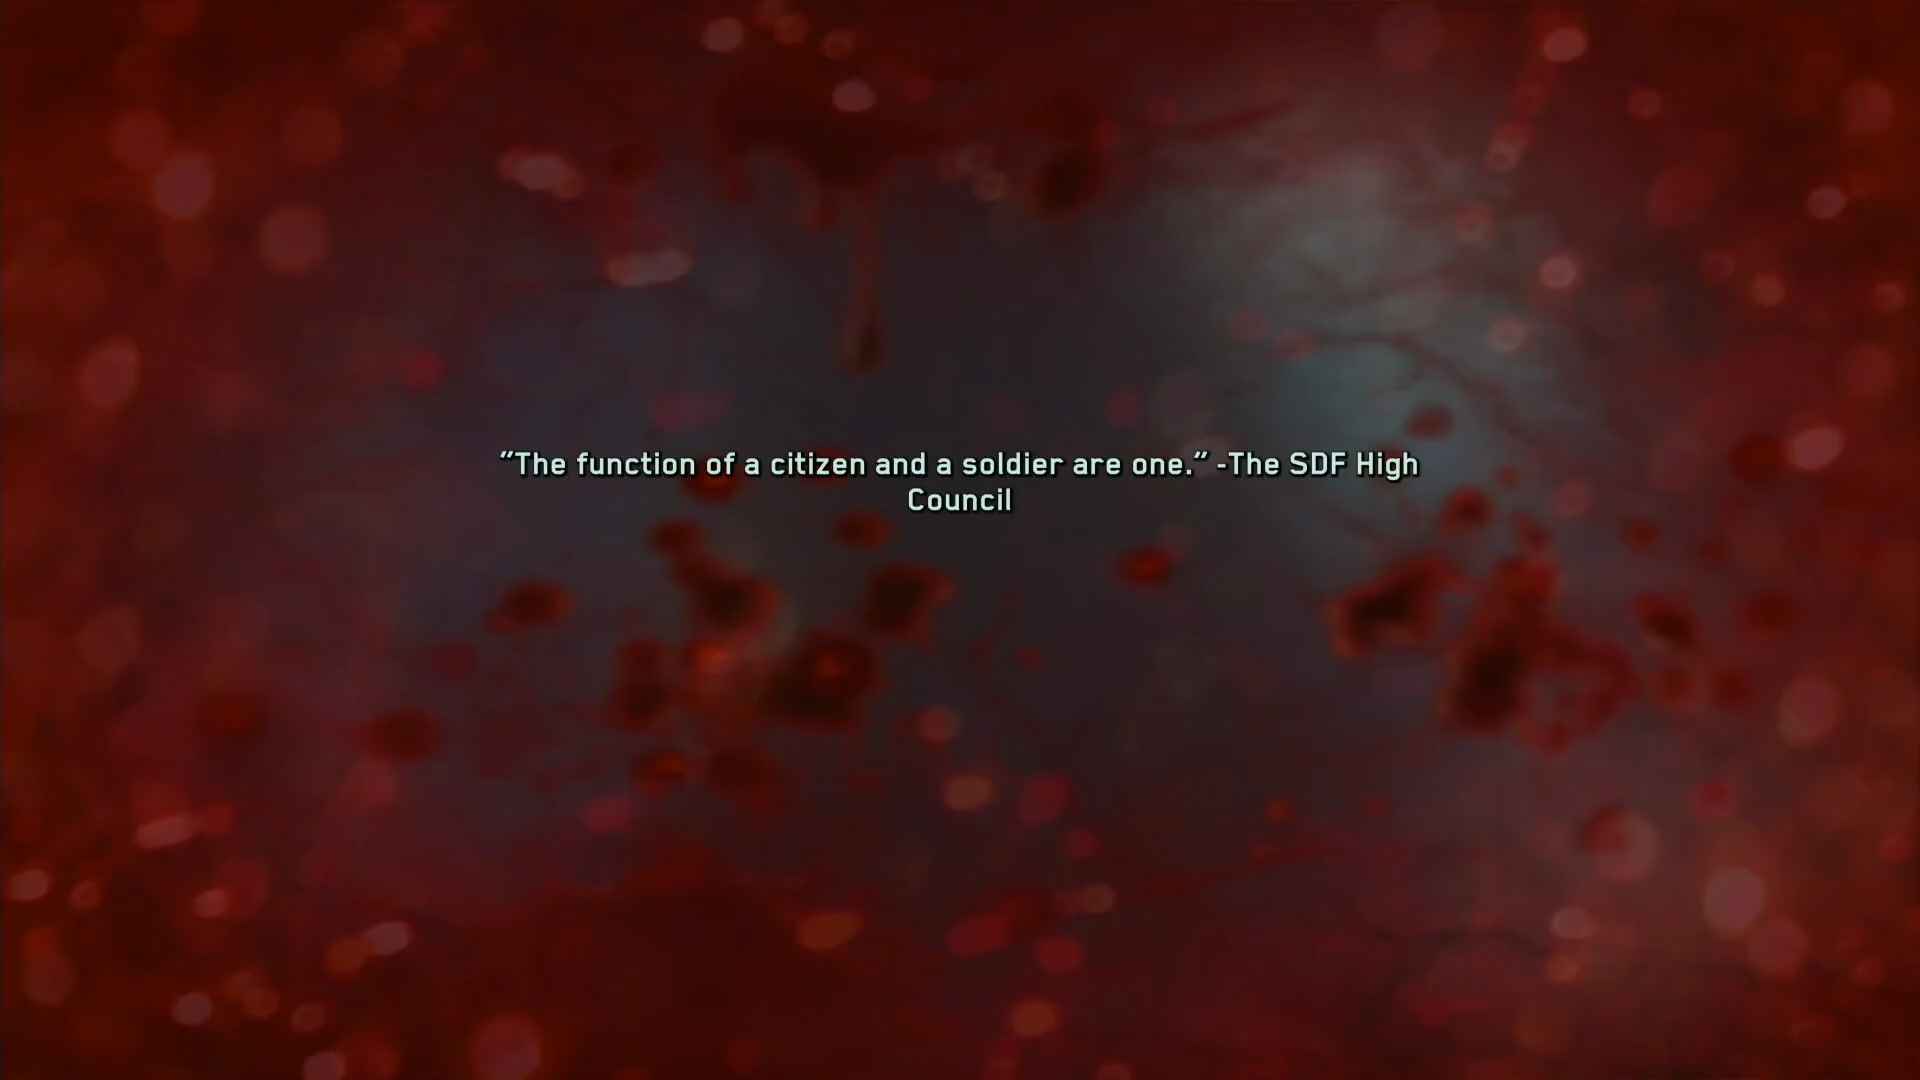 “The function of a citizen and a soldier are one.” -The SDF High
Council